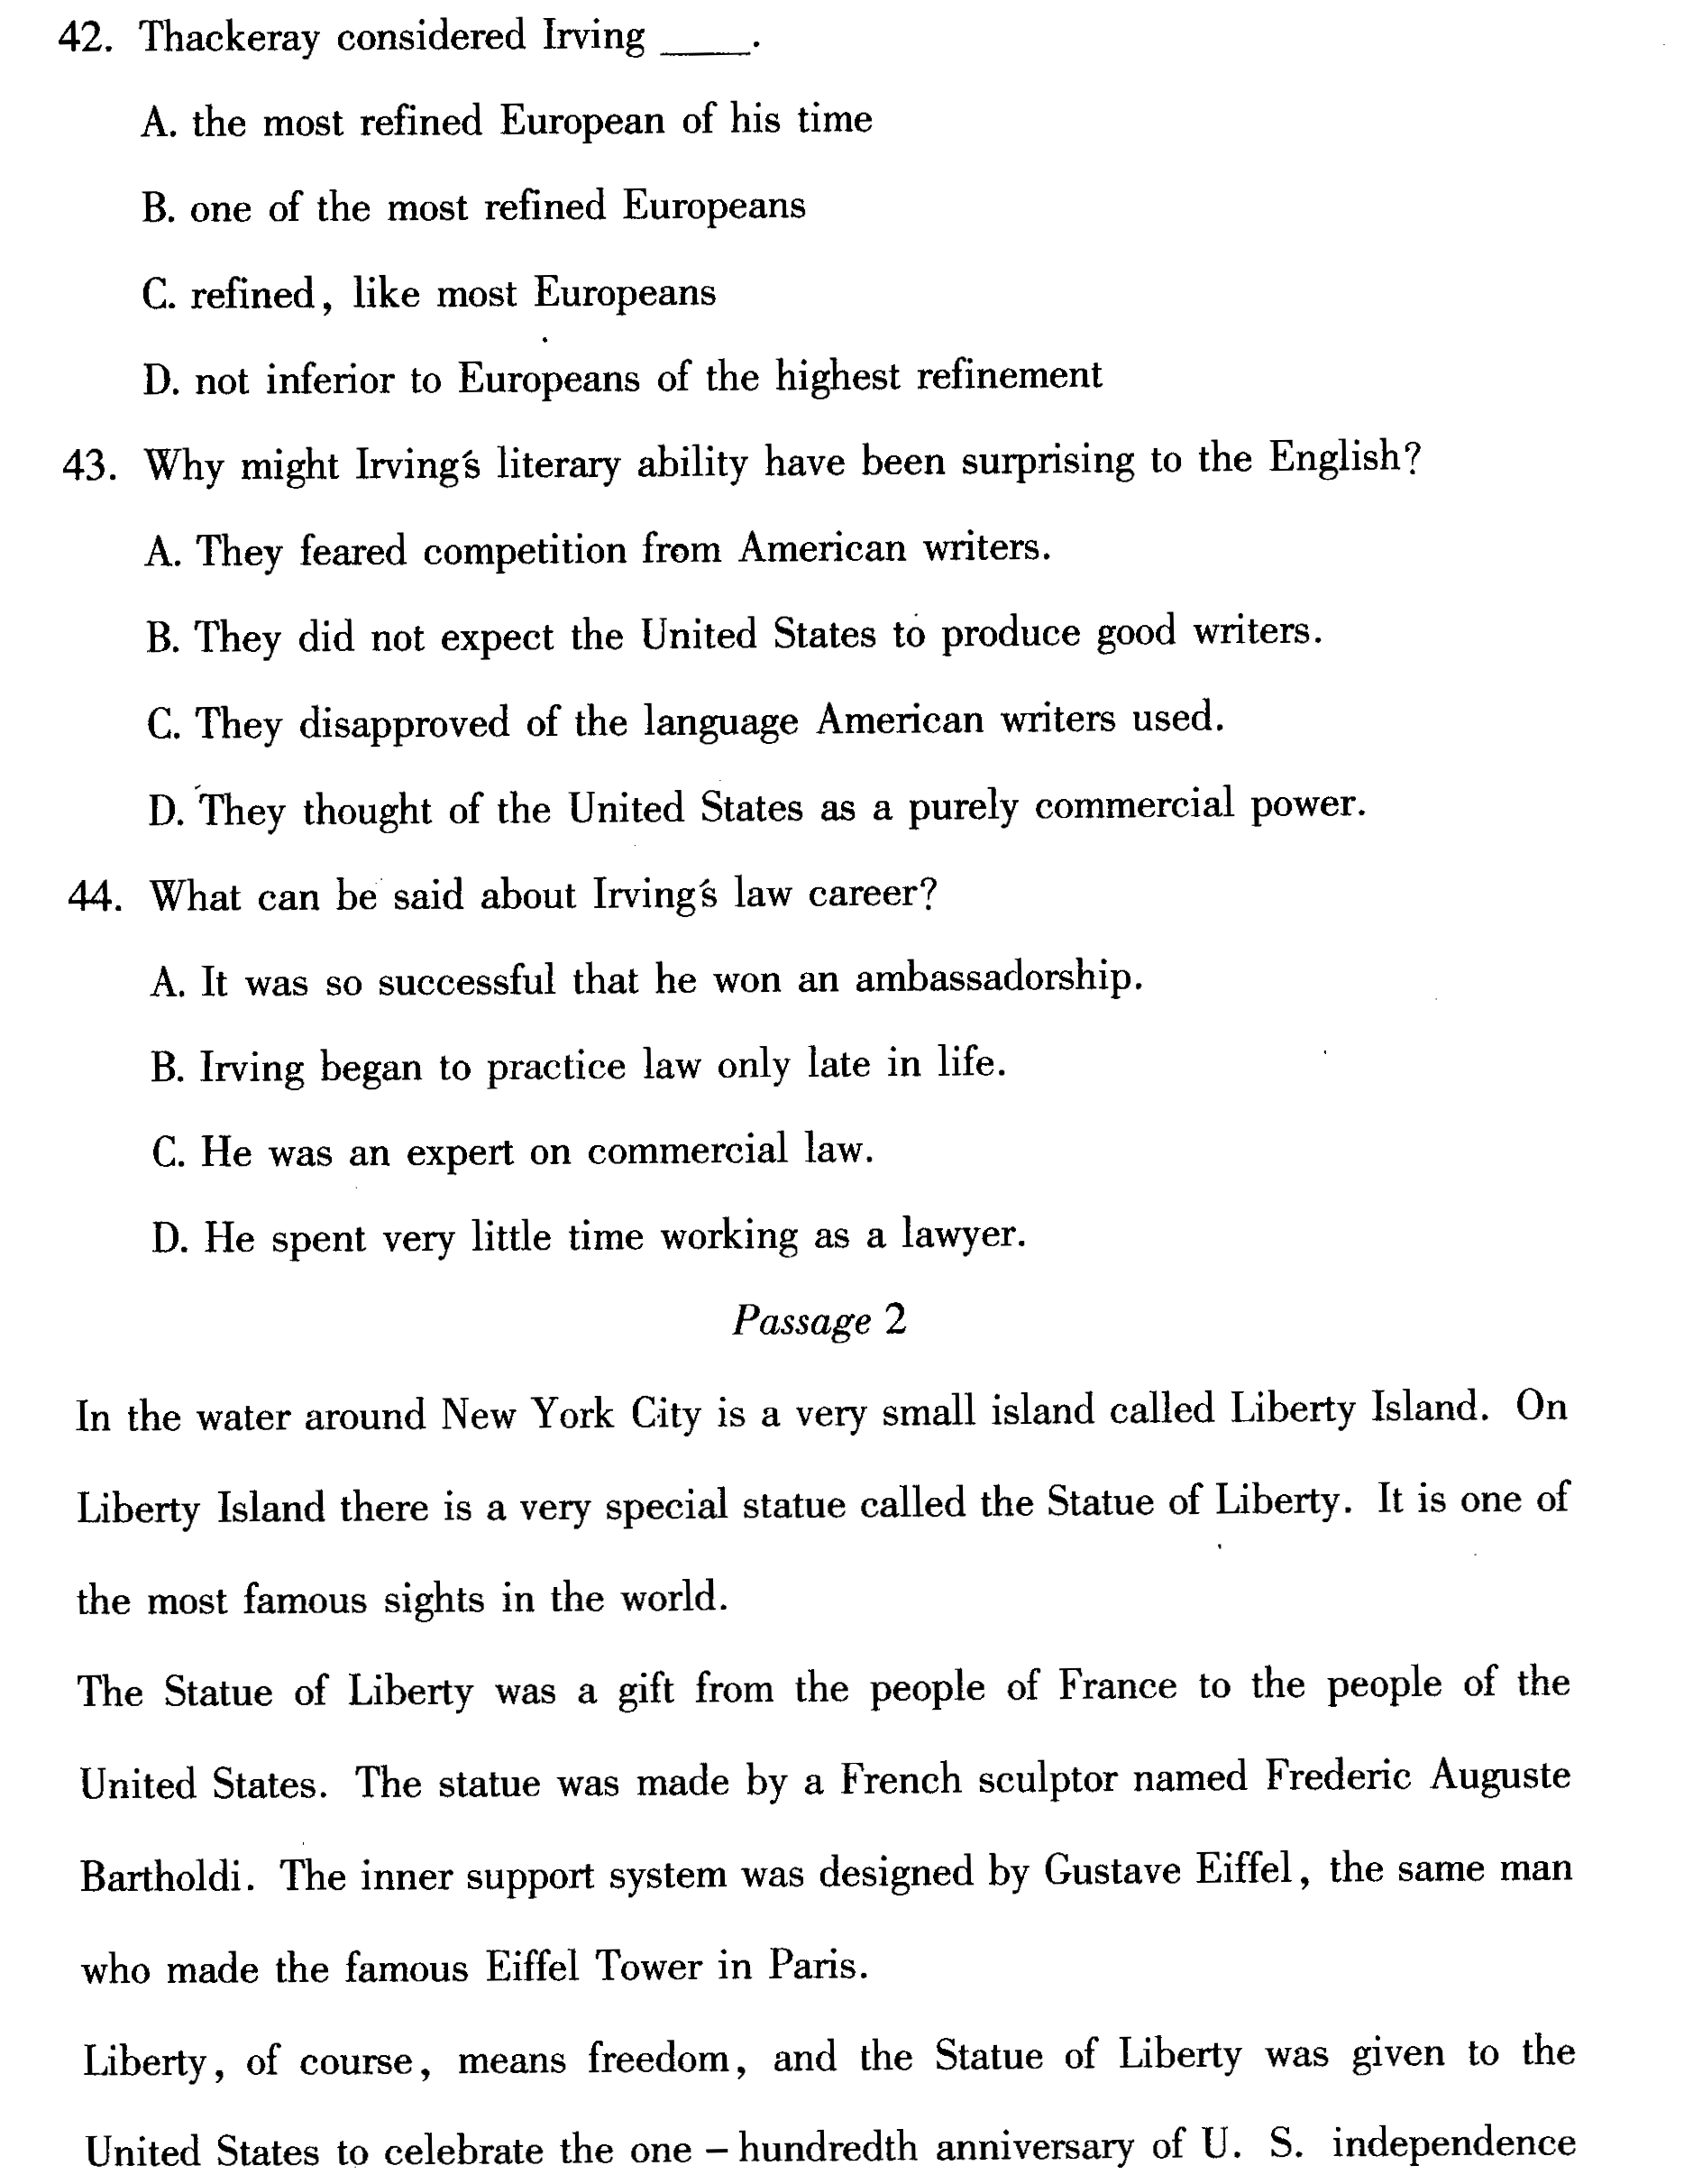 42. Thackeray considered Irving ____.
A. the most refined European of his time
B. one of the most refined Europeans
C. refined, like most Europeans
D. not inferior to Europeans of the highest refinement
43. Why might Irving's literary ability have been surprising to the English?
A. They feared competition from American writers.
B. They did not expect the United States to produce good writers.
C. They disapproved of the language American writers used.
D. They thought of the United States as a purely commercial power.
44. What can be said about Irving's law career?
A. It was so successful that he won an ambassadorship.
B. Irving began to practice law only late in life.
C. He was an expert on commercial law.
D. He spent very little time working as a lawyer.
Passage 2
In the water around New York City is a very small island called Liberty Island. On
Liberty Island there is a very special statue called the Statue of Liberty. It is one of
the most famous sights in the world.
The Statue of Liberty was a gift from the people of France to the people of the
United States. The statue was made by a French sculptor named Frederic Auguste
Bartholdi. The inner support system was designed by Gustave Eiffel, the same man
who made the famous Eiffel Tower in Paris.
Liberty, of course, means freedom, and the Statue of Liberty was given to the
United States to celebrate the one – hundredth anniversary of U. S. independence